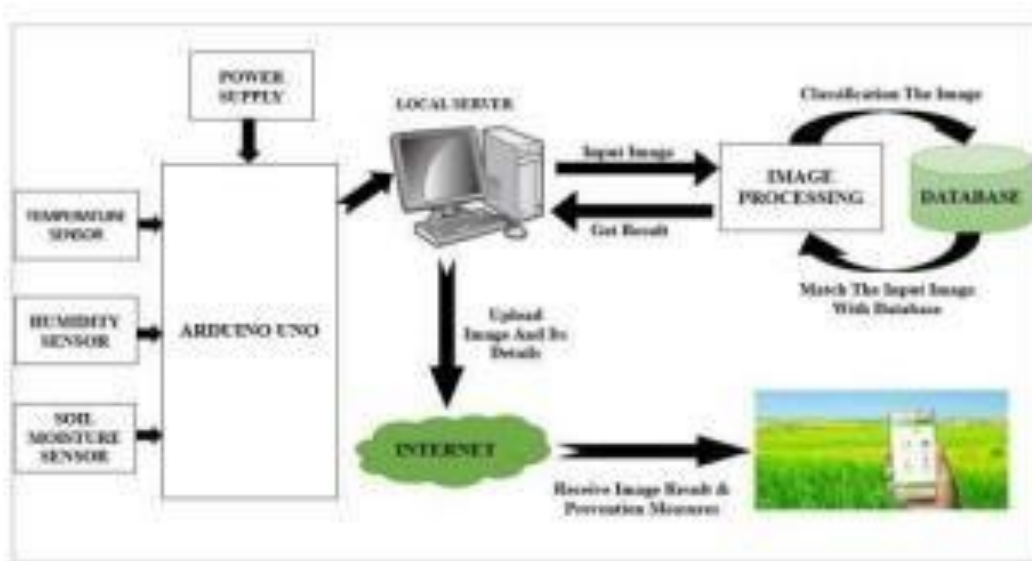 POWER
SUPPLY
LOCAL SERVER
Classification The Image
Input Image
IMAGE
PROCESSING
DATABASE
TEMPERATURE
SENSOR
Get Result
Match The Input Image
With Database
HUMIDITY
SENSOR
ARDUINO UNO
Upload
Image And Its
Details
SOIL
MOISTURE
SENSOR
INTERNET
Receive Image Result &
Prevention Measures